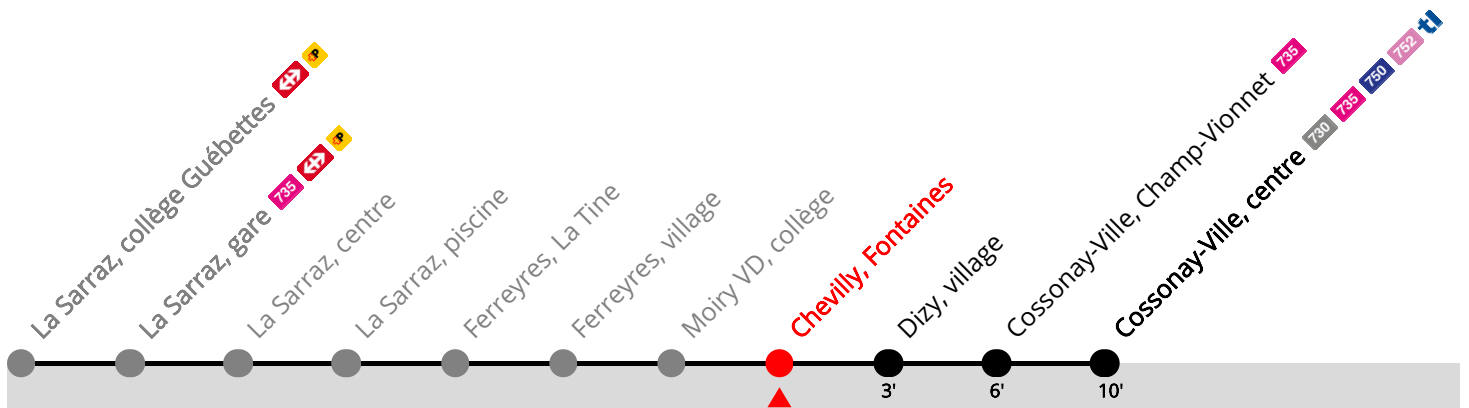 La Sarraz, collège Guébettes P
La Sarraz, gare 735 P
La Sarraz, centre
La Sarraz, piscine
Ferreyres, La Tine
Ferreyres, village
Moiry VD, collège
Chevilly, Fontaines
Dizy, village
Cossonay-Ville, Champ-Vionnet 735
Cossonay-Ville, centre 730 735 750 752 tl
3' 6' 10'